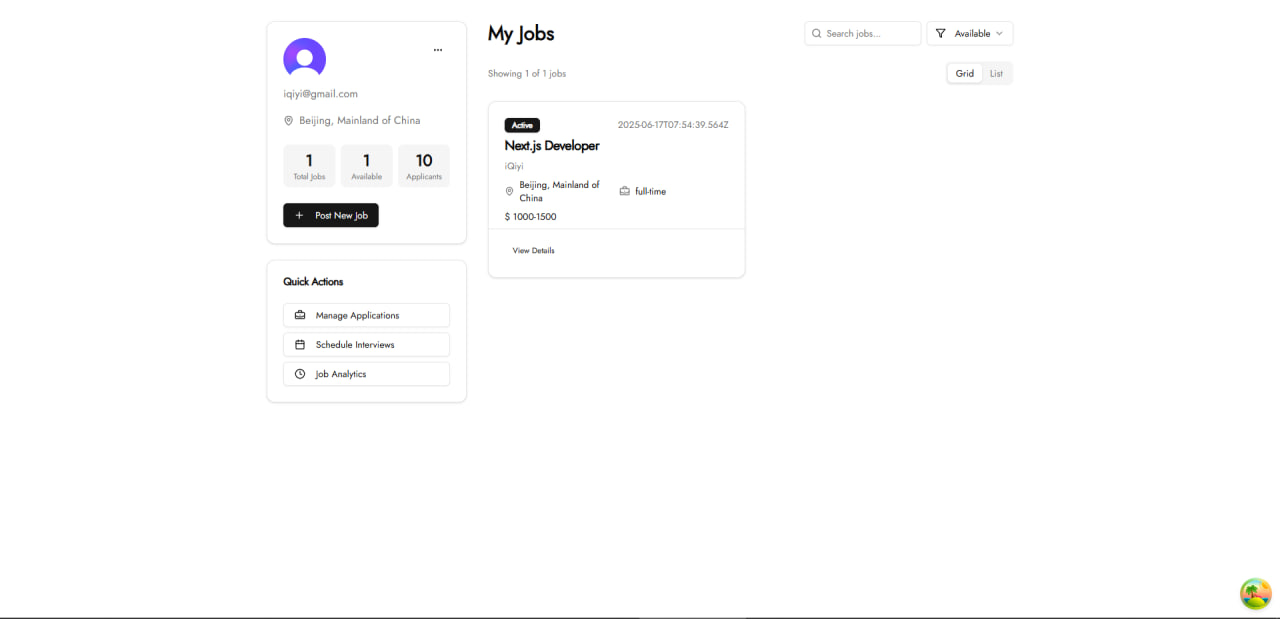 iqiyi@gmail.com
Beijing, Mainland of China
1
Total Jobs
1
Available
10
Applicants
Post New Job
Quick Actions
Manage Applications
Schedule Interviews
Job Analytics
My Jobs
Search jobs...
Available
Showing 1 of 1 jobs
Grid
List
Active
2025-06-17T07:54:39.564Z
Next.js Developer
iQiyi
Beijing, Mainland of
China
full-time
$ 1000-1500
View Details